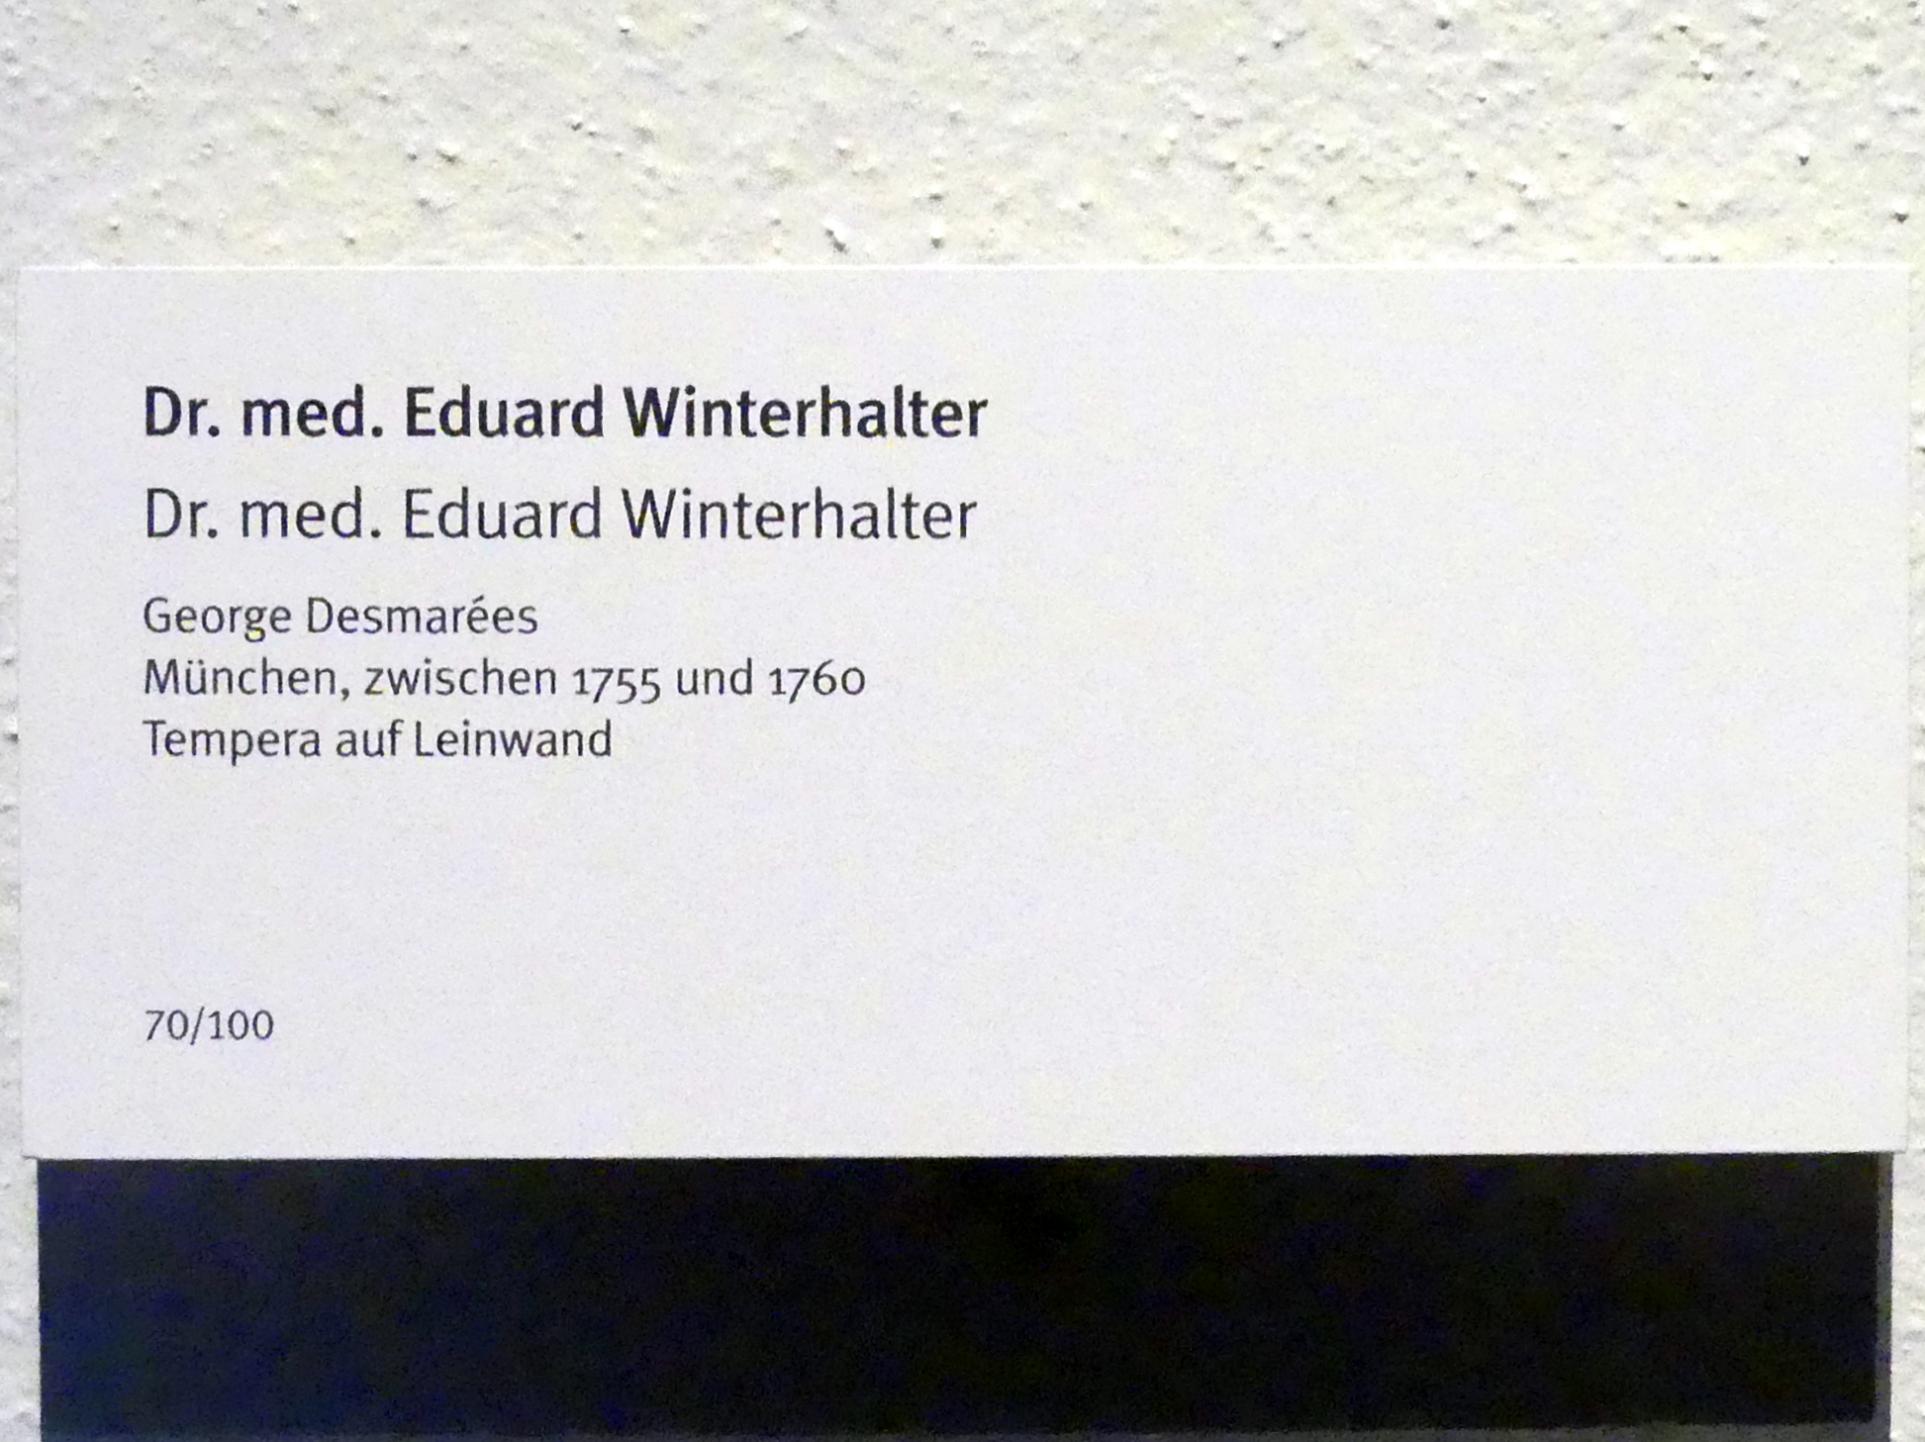 Dr. med. Eduard Winterhalter
Dr. med. Eduard Winterhalter
George Desmarées
München, zwischen 1755 und 1760
Tempera auf Leinwand
70/100